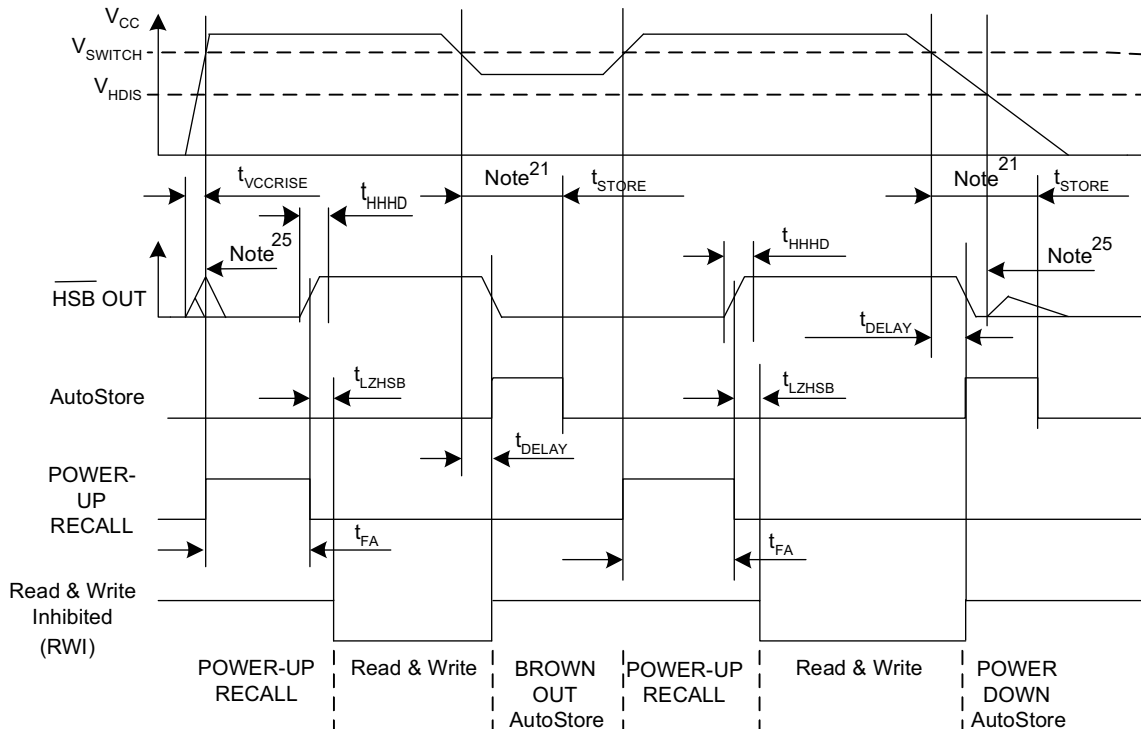 VCC
VSWITCH
VHDIS
tVCCRISE
Note21
tSTORE
Note21
tSTORE
tHHHD
Note25
tHHHD
Note25
HSB OUT
tDELAY
tLZHSB
tLZHSB
AutoStore
tDELAY
POWER-
UP
RECALL
tFA
tFA
Read & Write
Inhibited
(RWI)
POWER-UP
RECALL
Read & Write
BROWN
OUT
AutoStore
POWER-UP
RECALL
Read & Write
POWER
DOWN
AutoStore